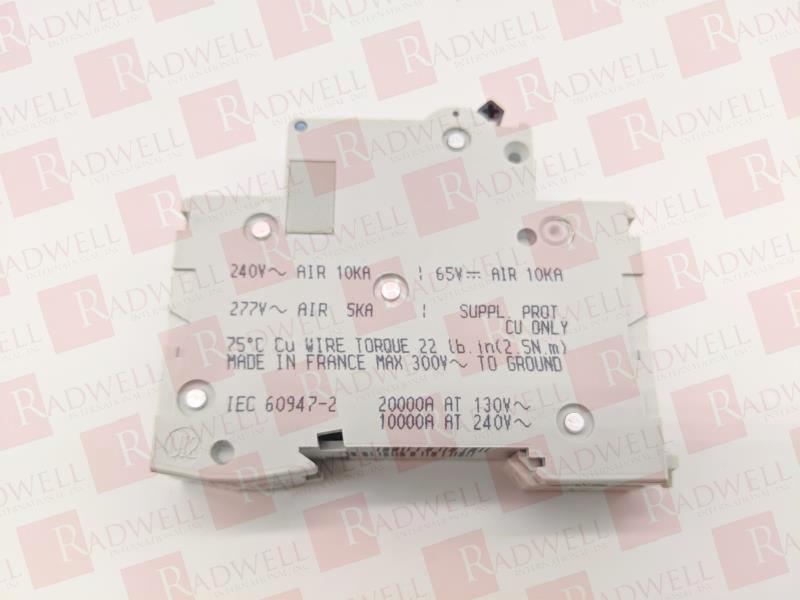 240V~ AIR 10KA ¦ 65V⎓ AIR 10KA
277V~ AIR 5KA ¦ SUPPL. PROT.
CU ONLY
75°C Cu WIRE TORQUE 22 lb.in(2.5N.m)
MADE IN FRANCE MAX 300V~ TO GROUND
IEC 60947-2 20000A AT 130V~
10000A AT 240V~
RADWELL
INTERNATIONAL, INC.